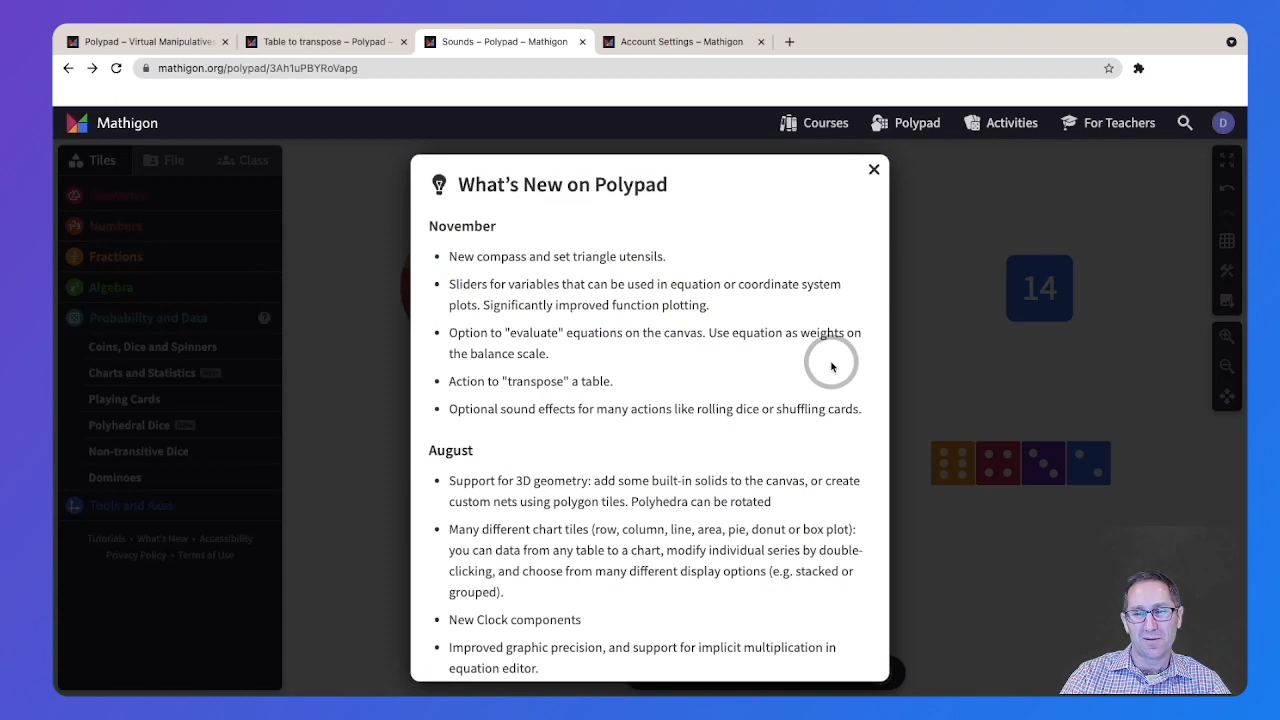 Polypad – Virtual Manipulatives
Table to transpose – Polypad –
Sounds – Polypad – Mathigon
Account Settings – Mathigon
mathigon.org/polypad/3Ah1uPBYRoVapg
Mathigon
Courses
Polypad
Activities
For Teachers
D
Tiles
File
Class
Geometry
Numbers
Fractions
Algebra
Probability and Data
Coins, Dice and Spinners
Charts and Statistics beta
Playing Cards
Polyhedral Dice beta
Non-transitive Dice
Dominoes
Tools and Axes
Tutorials • What's New • Accessibility
Privacy Policy • Terms of Use
What's New on Polypad
November
• New compass and set triangle utensils.
• Sliders for variables that can be used in equation or coordinate system
plots. Significantly improved function plotting.
• Option to "evaluate" equations on the canvas. Use equation as weights on
the balance scale.
• Action to "transpose" a table.
• Optional sound effects for many actions like rolling dice or shuffling cards.
August
• Support for 3D geometry: add some built-in solids to the canvas, or create
custom nets using polygon tiles. Polyhedra can be rotated
• Many different chart tiles (row, column, line, area, pie, donut or box plot):
you can data from any table to a chart, modify individual series by double-
clicking, and choose from many different display options (e.g. stacked or
grouped).
• New Clock components
• Improved graphic precision, and support for implicit multiplication in
equation editor.
14